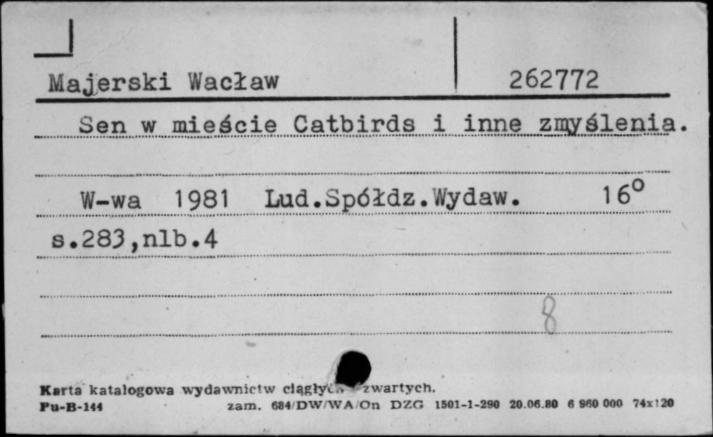 Majerski Wacław 262772
Sen w mieście Catbirds i inne zmyślenia.
W-wa 1981 Lud.Spółdz.Wydaw. 16°
s.283,nlb.4
8
Karta katalogowa wydawnictw ciągłych zwartych.
Pu-B-144 zam. 684/DW/WA/On DZG 1501-1-290 20.06.80 6 960 000 74x120